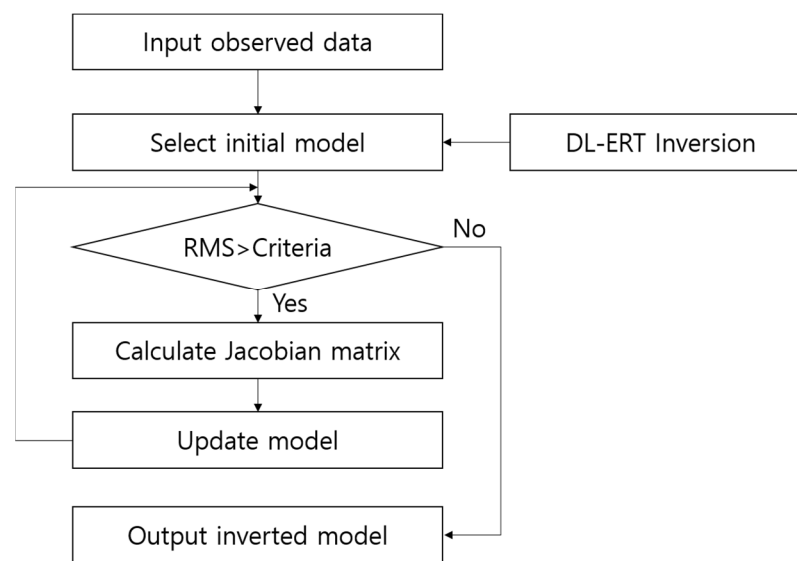 Input observed data
Select initial model
DL-ERT Inversion
RMS>Criteria
No
Yes
Calculate Jacobian matrix
Update model
Output inverted model